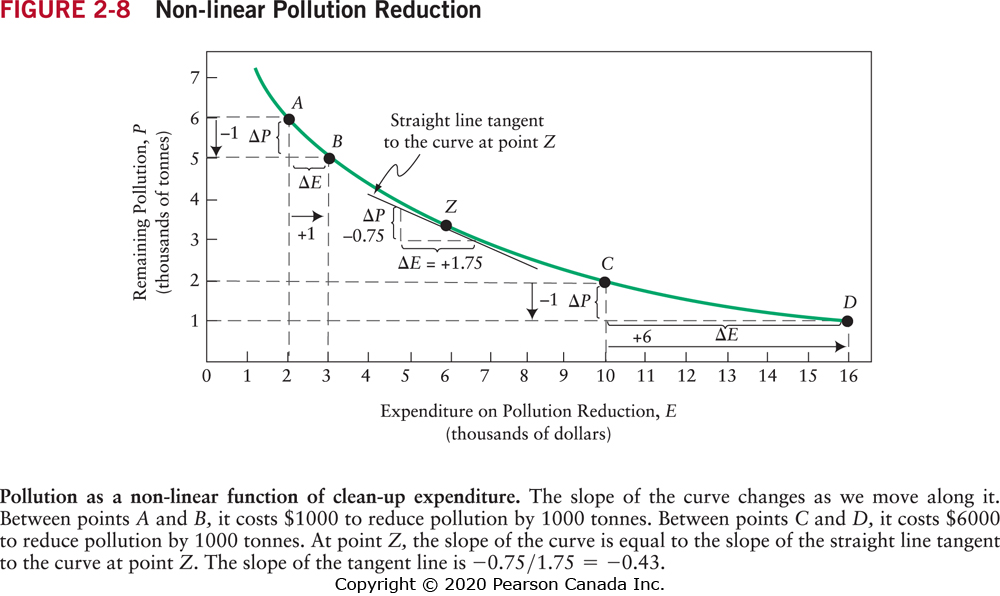 FIGURE 2-8 Non-linear Pollution Reduction
Remaining Pollution, P
(thousands of tonnes)
7
6
5
4
3
2
1
A
B
Z
C
D
–1 ΔP
ΔE
+1
Straight line tangent
to the curve at point Z
ΔP
–0.75
ΔE = +1.75
–1 ΔP
+6 ΔE
0 1 2 3 4 5 6 7 8 9 10 11 12 13 14 15 16
Expenditure on Pollution Reduction, E
(thousands of dollars)
Pollution as a non-linear function of clean-up expenditure. The slope of the curve changes as we move along it.
Between points A and B, it costs $1000 to reduce pollution by 1000 tonnes. Between points C and D, it costs $6000
to reduce pollution by 1000 tonnes. At point Z, the slope of the curve is equal to the slope of the straight line tangent
to the curve at point Z. The slope of the tangent line is −0.75/1.75 = −0.43.
Copyright © 2020 Pearson Canada Inc.